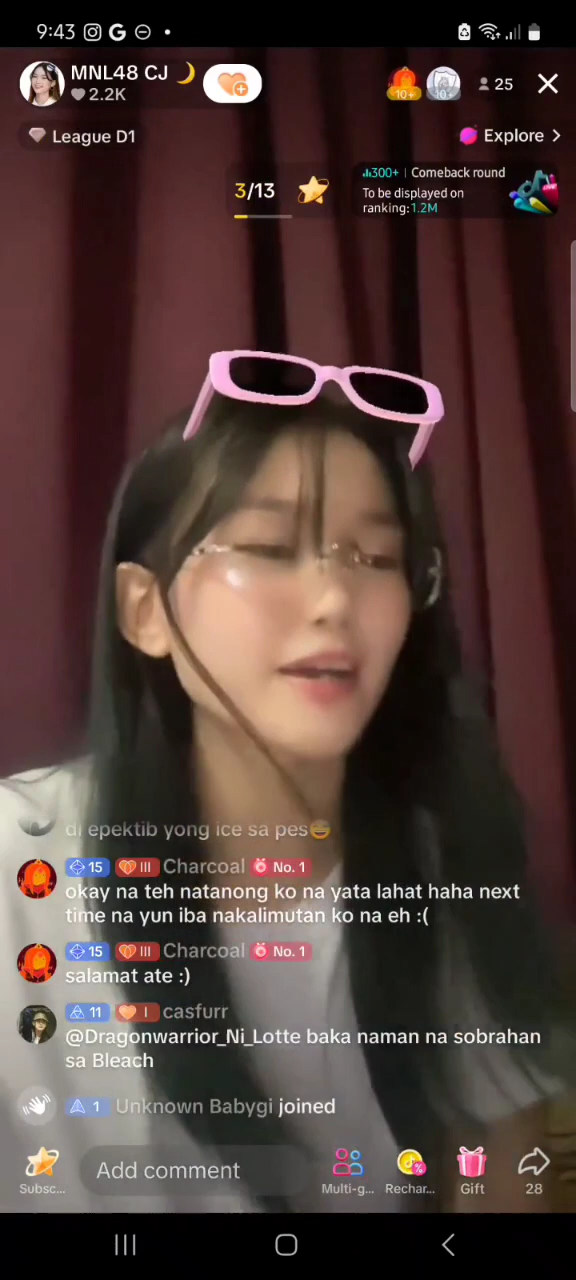 9:43
MNL48 CJ 🌙
2.2K
10+
10+
25
League D1
Explore
3/13
300+ | Comeback round
To be displayed on
ranking:1.2M
di epektib yong ice sa pes😅
15 III Charcoal No. 1
okay na teh natanong ko na yata lahat haha next
time na yun iba nakalimutan ko na eh :(
15 III Charcoal No. 1
salamat ate :)
11 I casfurr
@Dragonwarrior_Ni_Lotte baka naman na sobrahan
sa Bleach
1 Unknown Babygi joined
Add comment
Subsc...
Multi-g...
Rechar...
Gift
28